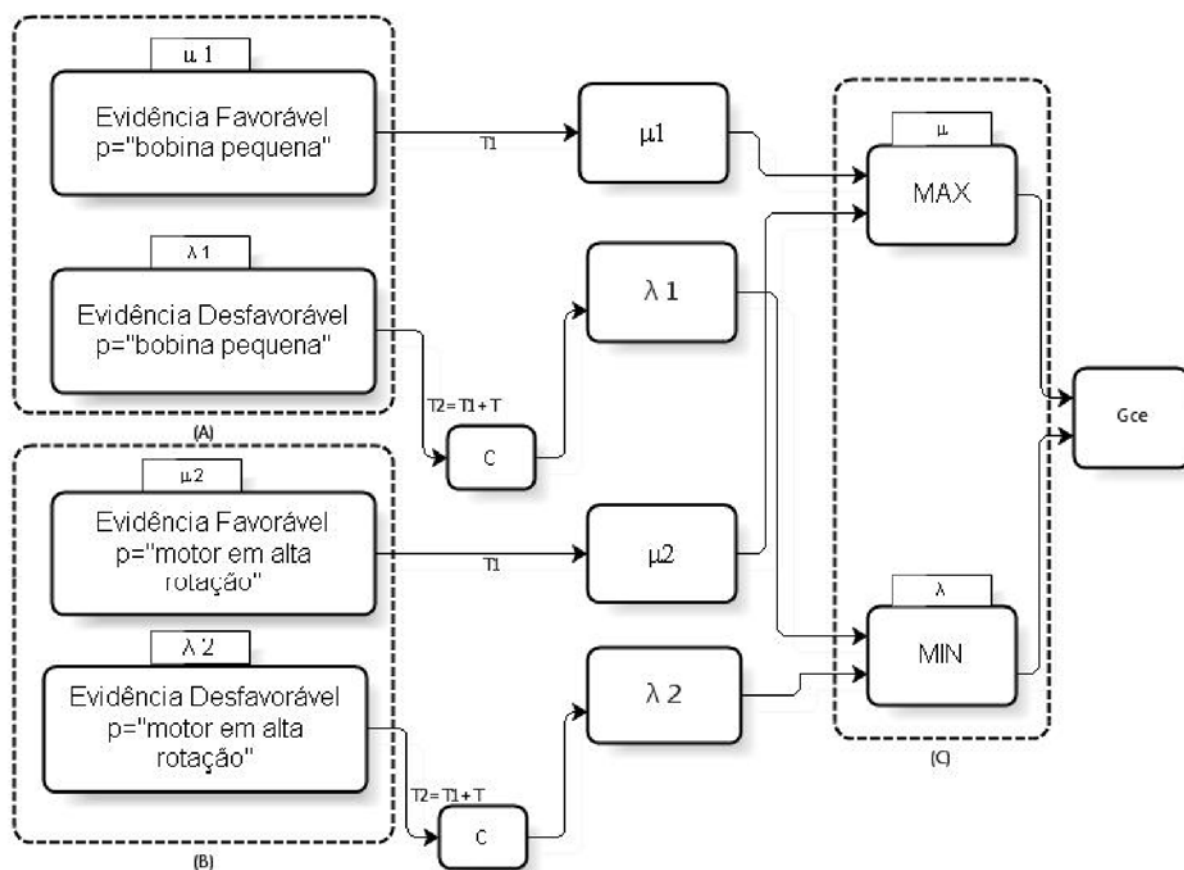 μ 1
Evidência Favorável
p="bobina pequena"
T1
μ1
μ
MAX
λ 1
Evidência Desfavorável
p="bobina pequena"
λ 1
T2= T1 + T
C
(A)
Gce
μ 2
Evidência Favorável
p="motor em alta
rotação"
T1
μ2
λ
MIN
λ 2
Evidência Desfavorável
p="motor em alta
rotação"
λ 2
T2= T1 + T
C
(C)
(B)